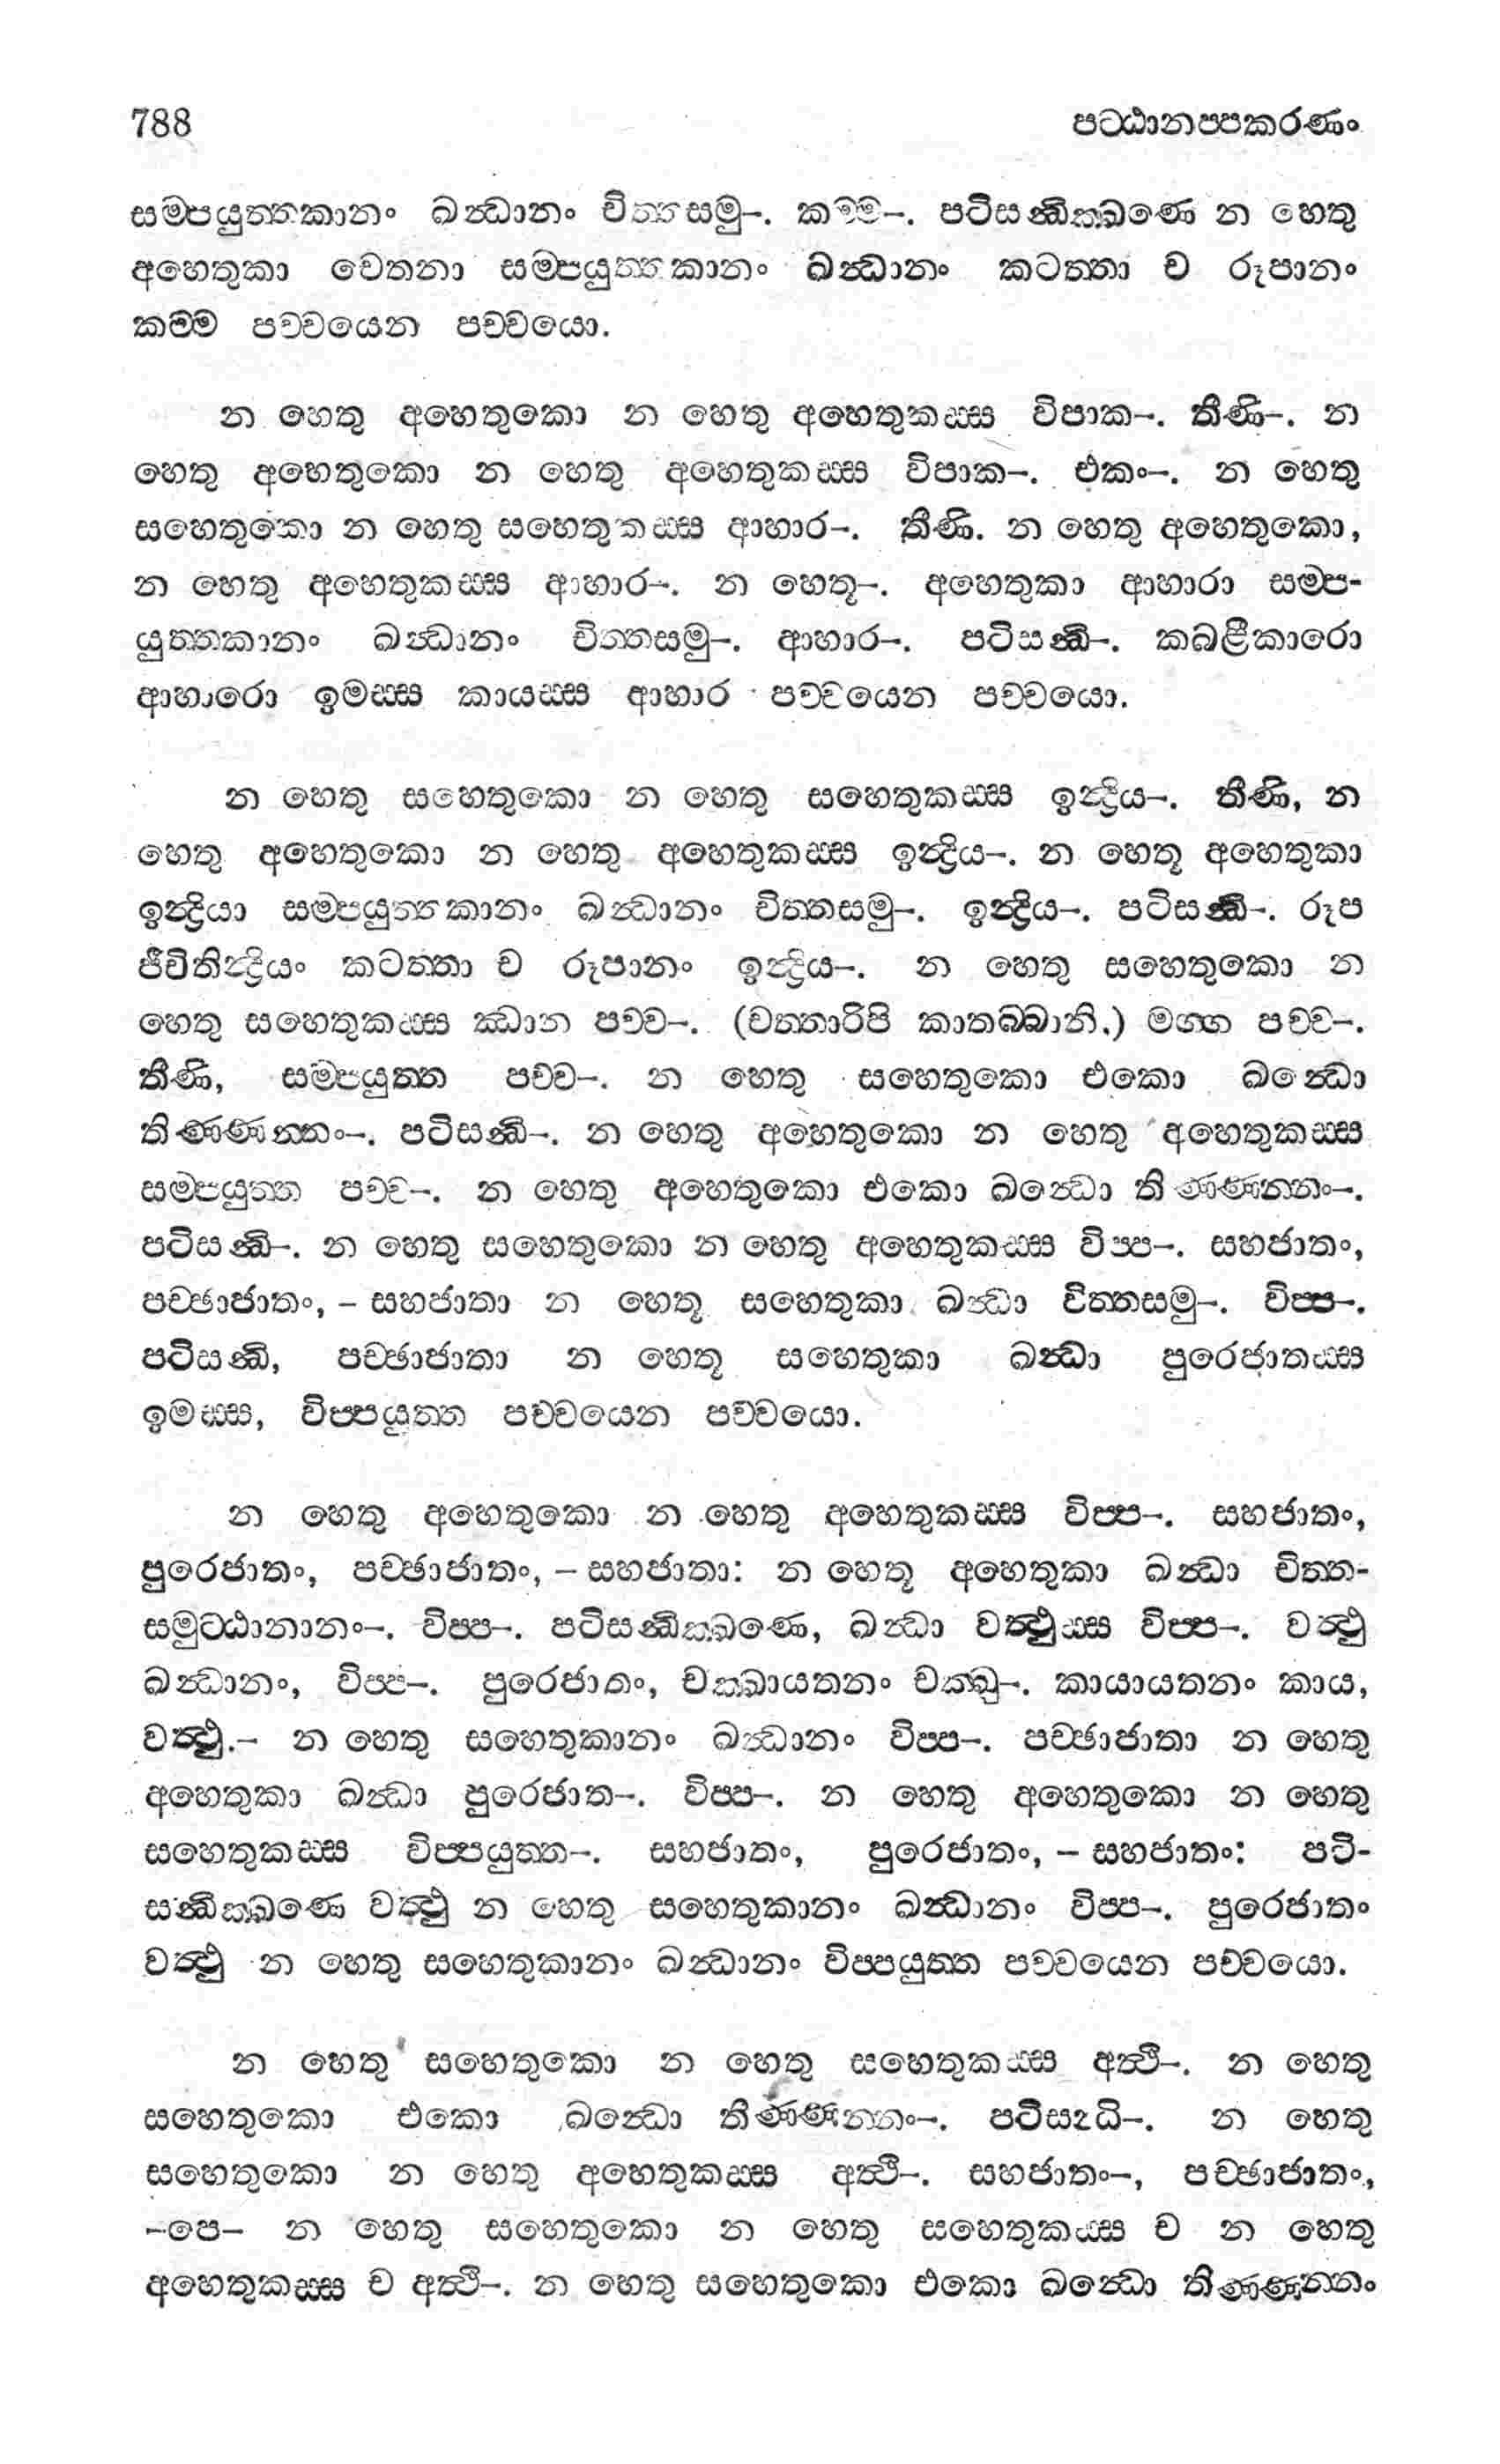 788 පට්ඨානප්පකරණං
සම්පයුත්තකානං ඛන්ධානං චිත්තසමු–. කම්ම–. පටිසන්ධික්ඛණෙ න හෙතු
අහෙතුකා චෙතනා සම්පයුත්තකානං ඛන්ධානං කටත්තා ච රූපානං
කම්ම පච්චයෙන පච්චයො.
න හෙතු අහෙතුකො න හෙතු අහෙතුකස්ස විපාක–. තීණි–. න
හෙතු අහෙතුකො න හෙතු අහෙතුකස්ස විපාක–. එකං–. න හෙතු
සහෙතුකො න හෙතු සහෙතුකස්ස ආහාර–. තීණි. න හෙතු අහෙතුකො,
න හෙතු අහෙතුකස්ස ආහාර–. න හෙතූ–. අහෙතුකා ආහාරා සම්ප-
යුත්තකානං ඛන්ධානං චිත්තසමු–. ආහාර–. පටිසන්ධි–. කබළීකාරො
ආහාරො ඉමස්ස කායස්ස ආහාර පච්චයෙන පච්චයො.
න හෙතු සහෙතුකො න හෙතු සහෙතුකස්ස ඉන්ද්‍රිය–. තීණි, න
හෙතු අහෙතුකො න හෙතු අහෙතුකස්ස ඉන්ද්‍රිය–. න හෙතූ අහෙතුකා
ඉන්ද්‍රියා සම්පයුත්තකානං ඛන්ධානං චිත්තසමු–. ඉන්ද්‍රිය–. පටිසන්ධි–. රූප
ජීවිතින්ද්‍රියං කටත්තා ච රූපානං ඉන්ද්‍රිය–. න හෙතු සහෙතුකො න
හෙතු සහෙතුකස්ස ඣාන පච්ච–. (චත්තාරිපි කාතබ්බානි.) මග්ග පච්ච–.
තීණි, සම්පයුත්ත පච්ච–. න හෙතු සහෙතුකො එකො ඛන්ධො
තිණ්ණන්නං–. පටිසන්ධි–. න හෙතු අහෙතුකො න හෙතු අහෙතුකස්ස
සම්පයුත්ත පච්ච–. න හෙතු අහෙතුකො එකො ඛන්ධො තිණ්ණන්නං–.
පටිසන්ධි–. න හෙතු සහෙතුකො න හෙතු අහෙතුකස්ස විප්ප–. සහජාතං,
පච්ඡාජාතං, – සහජාතා න හෙතූ සහෙතුකා ඛන්ධා චිත්තසමු–. විප්ප–.
පටිසන්ධි, පච්ඡාජාතා න හෙතූ සහෙතුකා ඛන්ධා පුරෙජාතස්ස
ඉමස්ස, විප්පයුත්ත පච්චයෙන පච්චයො.
න හෙතු අහෙතුකො න හෙතු අහෙතුකස්ස විප්ප–. සහජාතං,
පුරෙජාතං, පච්ඡාජාතං, – සහජාතා: න හෙතූ අහෙතුකා ඛන්ධා චිත්ත-
සමුට්ඨානානං–. විප්ප–. පටිසන්ධික්ඛණෙ, ඛන්ධා වත්ථුස්ස විප්ප–. වත්ථු
ඛන්ධානං, විප්ප–. පුරෙජාතං, චක්ඛායතනං චක්ඛු–. කායායතනං කාය,
වත්ථු.– න හෙතු සහෙතුකානං ඛන්ධානං විප්ප–. පච්ඡාජාතා න හෙතු
අහෙතුකා ඛන්ධා පුරෙජාත–. විප්ප–. න හෙතු අහෙතුකො න හෙතු
සහෙතුකස්ස විප්පයුත්ත–. සහජාතං, පුරෙජාතං, – සහජාතං: පටි-
සන්ධික්ඛණෙ වත්ථු න හෙතු සහෙතුකානං ඛන්ධානං විප්ප–. පුරෙජාතං
වත්ථු න හෙතු සහෙතුකානං ඛන්ධානං විප්පයුත්ත පච්චයෙන පච්චයො.
න හෙතු සහෙතුකො න හෙතු සහෙතුකස්ස අත්ථි–. න හෙතු
සහෙතුකො එකො ඛන්ධො තිණ්ණන්නං–. පටිසඪි–. න හෙතු
සහෙතුකො න හෙතු අහෙතුකස්ස අත්ථි–. සහජාතං–, පච්ඡාජාතං.,
–පෙ– න හෙතු සහෙතුකො න හෙතු සහෙතුකස්ස ච න හෙතු
අහෙතුකස්ස ච අත්ථි–. න හෙතු සහෙතුකො එකො ඛන්ධො තිණ්ණන්නං